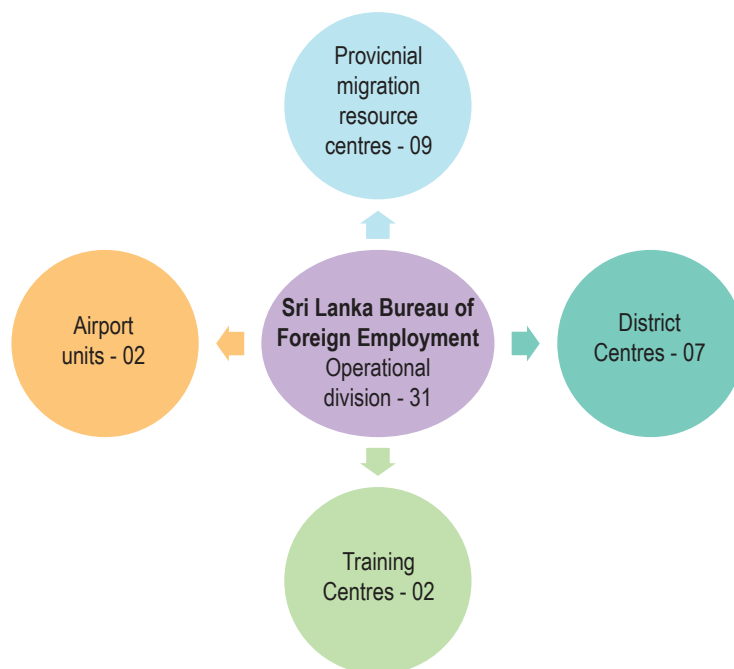 Provicnial
migration
resource
centres - 09
Airport
units - 02
Sri Lanka Bureau of
Foreign Employment
Operational
division - 31
District
Centres - 07
Training
Centres - 02